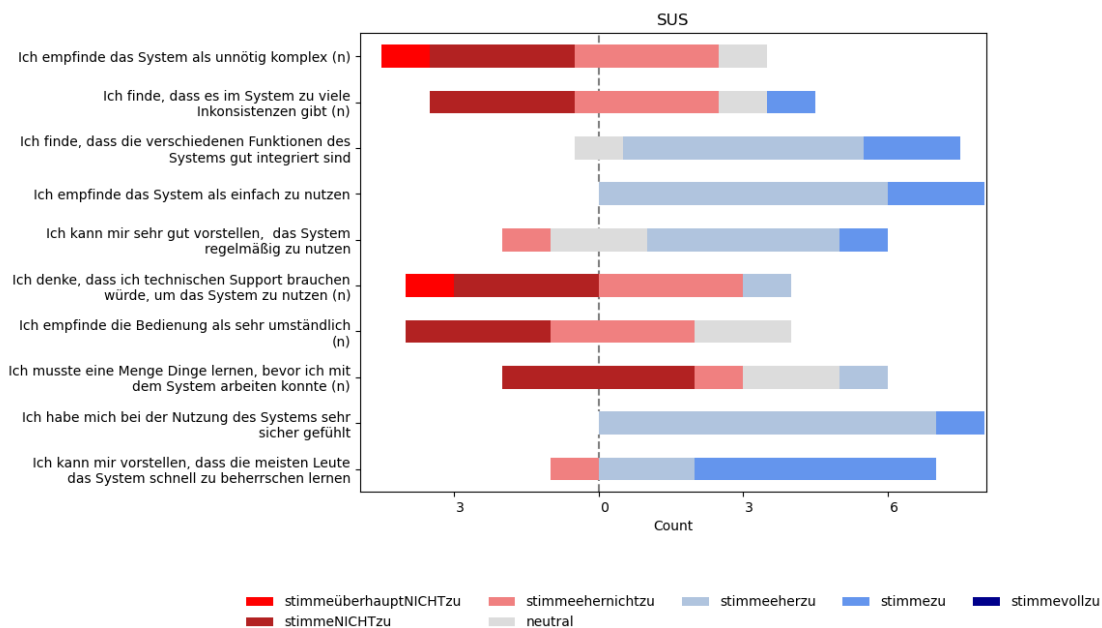 SUS
Ich empfinde das System als unnötig komplex (n)
Ich finde, dass es im System zu viele
Inkonsistenzen gibt (n)
Ich finde, dass die verschiedenen Funktionen des
Systems gut integriert sind
Ich empfinde das System als einfach zu nutzen
Ich kann mir sehr gut vorstellen,  das System
regelmäßig zu nutzen
Ich denke, dass ich technischen Support brauchen
würde, um das System zu nutzen (n)
Ich empfinde die Bedienung als sehr umständlich
(n)
Ich musste eine Menge Dinge lernen, bevor ich mit
dem System arbeiten konnte (n)
Ich habe mich bei der Nutzung des Systems sehr
sicher gefühlt
Ich kann mir vorstellen, dass die meisten Leute
das System schnell zu beherrschen lernen
3 0 3 6
Count
stimmeüberhauptNICHTzu stimmeehernichtzu stimmeeherzu stimmezu stimmevollzu
stimmeNICHTzu neutral